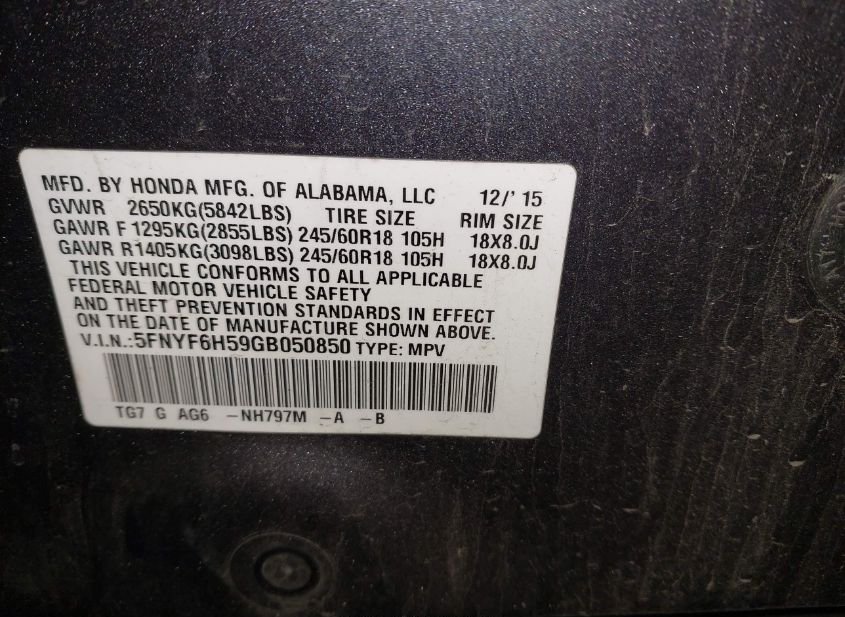 MFD. BY HONDA MFG. OF ALABAMA, LLC 12/'15
GVWR 2650KG(5842LBS) TIRE SIZE RIM SIZE
GAWR F 1295KG(2855LBS) 245/60R18 105H 18X8.0J
GAWR R1405KG(3098LBS) 245/60R18 105H 18X8.0J
THIS VEHICLE CONFORMS TO ALL APPLICABLE
FEDERAL MOTOR VEHICLE SAFETY
AND THEFT PREVENTION STANDARDS IN EFFECT
ON THE DATE OF MANUFACTURE SHOWN ABOVE.
V.I.N.:5FNYF6H59GB050850 TYPE: MPV
TG7 G AG6 -NH797M -A -B